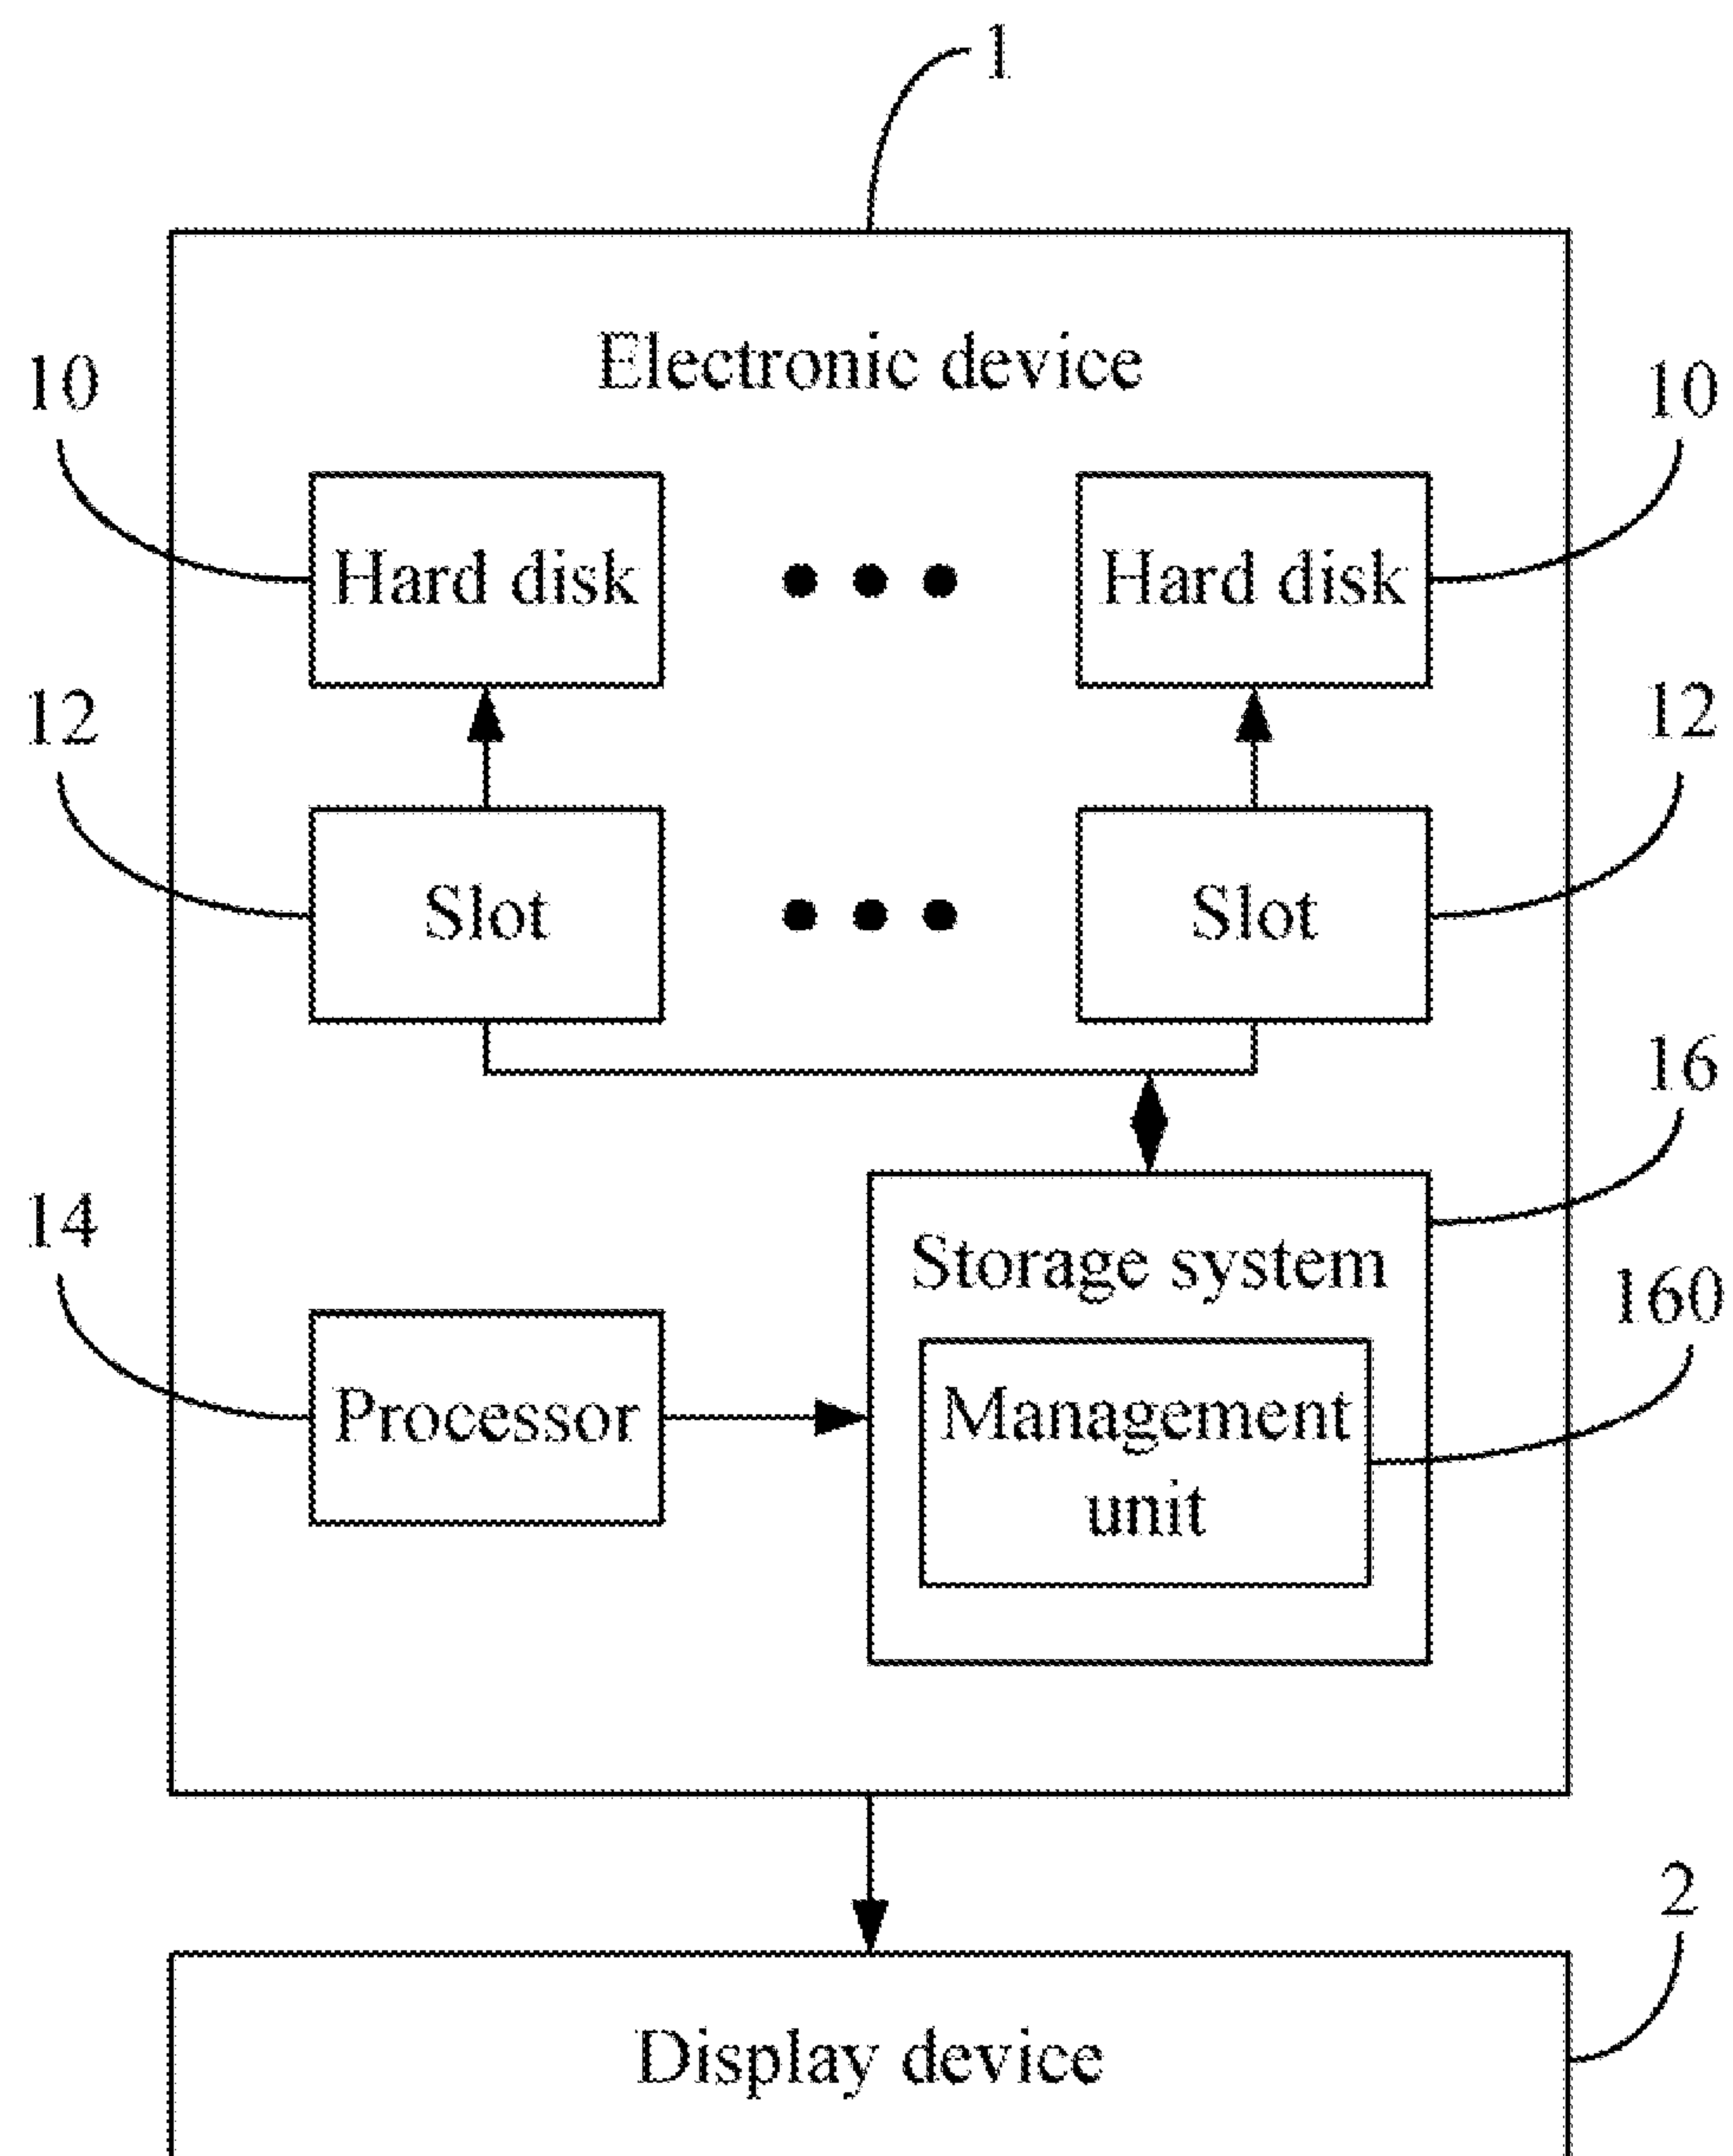 1
Electronic device
10
10
Hard disk
Hard disk
12
12
Slot
Slot
16
14
Storage system
160
Processor
Management
unit
2
Display device